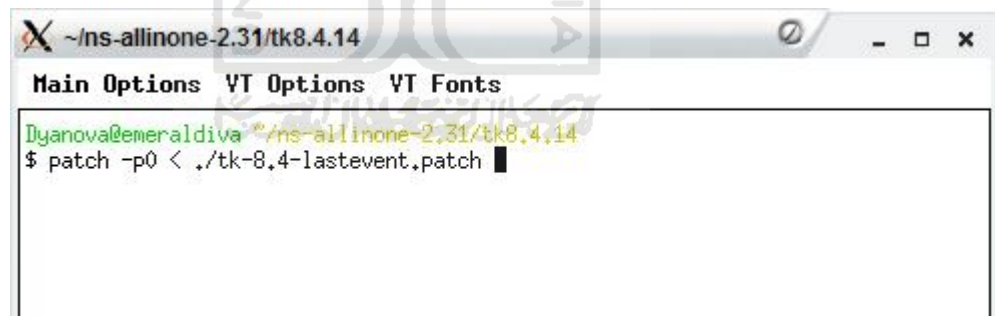 ~/ns-allinone-2.31/tk8.4.14
Main Options VT Options VT Fonts
Dyanova@emeraldiva ~/ns-allinone-2.31/tk8.4.14
$ patch -p0 < ./tk-8.4-lastevent.patch